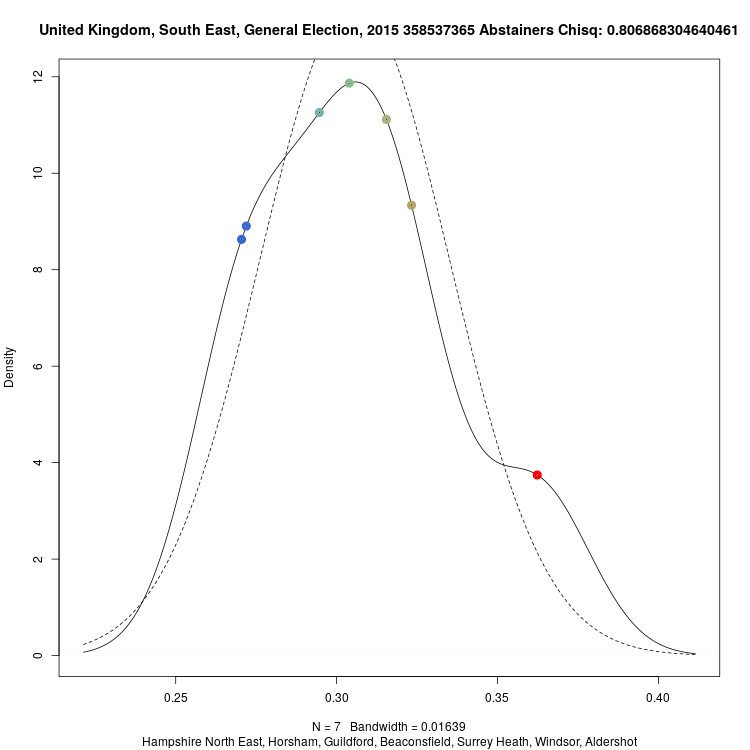 United Kingdom, South East, General Election, 2015 358537365 Abstainers Chisq: 0.806868304640461
Density
12
10
8
6
4
2
0
0.25 0.30 0.35 0.40
N = 7 Bandwidth = 0.01639
Hampshire North East, Horsham, Guildford, Beaconsfield, Surrey Heath, Windsor, Aldershot